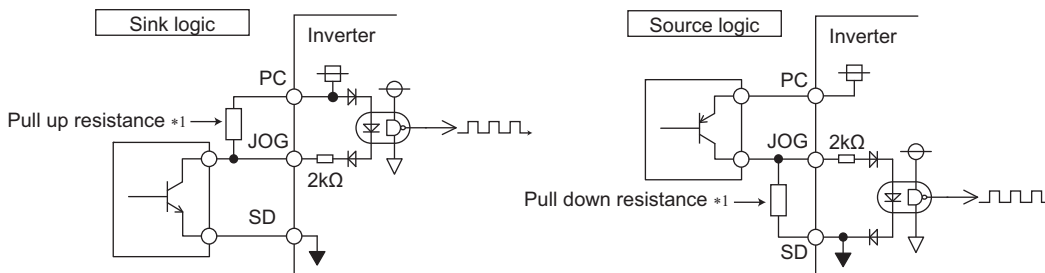 Sink logic
Inverter
PC
Pull up resistance *1
JOG
2kΩ
SD
Source logic
Inverter
PC
JOG
2kΩ
Pull down resistance *1
SD